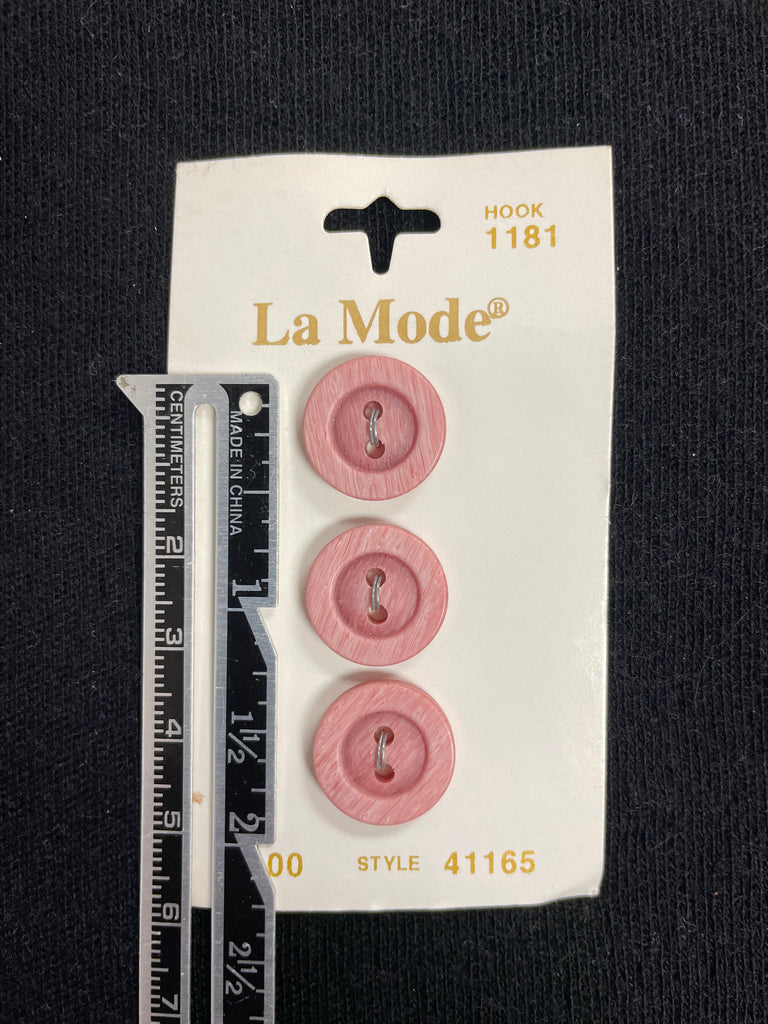 HOOK
1181
La Mode®
CENTIMETERS
MADE IN CHINA
2
3
4
5
6
7
1
1½
2
2½
00 STYLE 41165